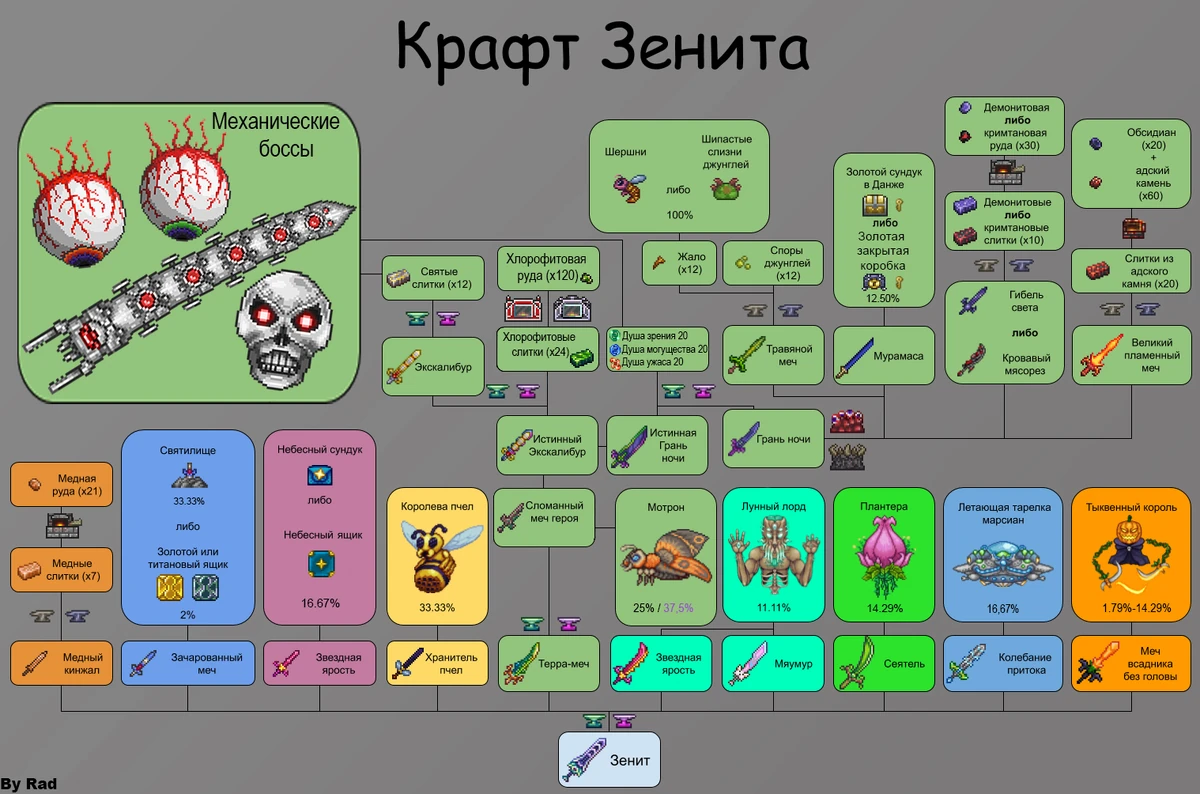 Крафт Зенита
Механические
боссы
Шершни
либо
Шипастые
слизни
джунглей
100%
Золотой сундук
в Данже
либо
Золотая
закрытая
коробка
12.50%
Демонитовая
либо
кримтановая
руда (x30)
Обсидиан
(x20)
+
адский
камень
(x60)
Демонитовые
либо
кримтановые
слитки (x10)
Святые
слитки (x12)
Хлорофитовая
руда (x120)
Жало
(x12)
Споры
джунглей
(x12)
Слитки из
адского
камня (x20)
Гибель
света
либо
Кровавый
мясорез
Экскалибур
Хлорофитовые
слитки (x24)
Душа зрения 20
Душа могущества 20
Душа ужаса 20
Травяной
меч
Мурамаса
Великий
пламенный
меч
Истинный
Экскалибур
Истинная
Грань
ночи
Грань ночи
Медная
руда (x21)
Медные
слитки (x7)
Святилище
33.33%
либо
Золотой или
титановый ящик
2%
Небесный сундук
либо
Небесный ящик
16.67%
Королева пчел
33.33%
Сломанный
меч героя
Мотрон
25% / 37,5%
Лунный лорд
11.11%
Плантера
14.29%
Летающая тарелка
марсиан
16,67%
Тыквенный король
1.79%-14.29%
Медный
кинжал
Зачарованный
меч
Звездная
ярость
Хранитель
пчел
Терра-меч
Звездная
ярость
Мяумур
Сеятель
Колебание
притока
Меч
всадника
без головы
Зенит
By Rad